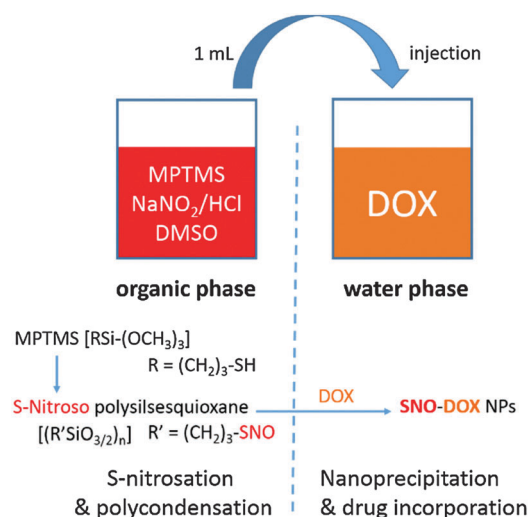 1 mL
injection
MPTMS
NaNO₂/HCl
DMSO
DOX
organic phase
water phase
MPTMS [RSi-(OCH₃)₃]
R = (CH₂)₃-SH
S-Nitroso polysilsesquioxane
DOX
SNO-DOX NPs
[(R'SiO₃/₂)ₙ] R' = (CH₂)₃-SNO
S-nitrosation
& polycondensation
Nanoprecipitation
& drug incorporation